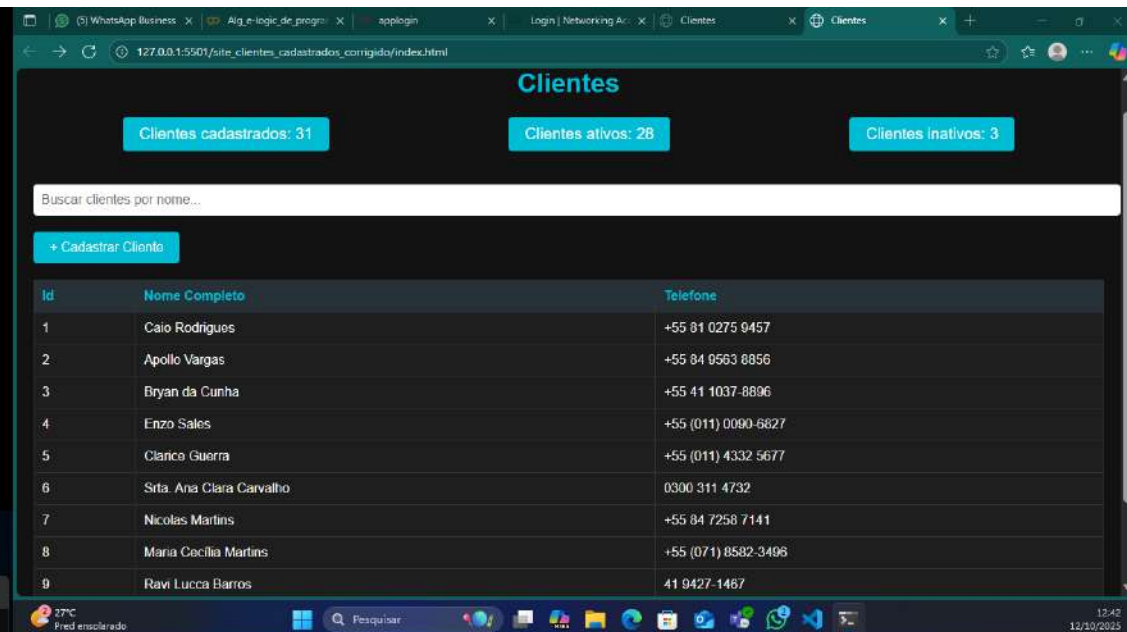 (5) WhatsApp Business
Alg_e-logic_de_progra
applogin
Login | Networking Ac
Clientes
Clientes
127.0.0.1:5501/site_clientes_cadastrados_corrigido/index.html
Clientes
Clientes cadastrados: 31
Clientes ativos: 28
Clientes inativos: 3
Buscar clientes por nome...
+ Cadastrar Cliente
Id Nome Completo Telefone
1 Caio Rodrigues +55 81 0275 9457
2 Apollo Vargas +55 84 9563 8856
3 Bryan da Cunha +55 41 1037-8896
4 Enzo Sales +55 (011) 0090-6827
5 Clarice Guerra +55 (011) 4332 5677
6 Srta. Ana Clara Carvalho 0300 311 4732
7 Nicolas Martins +55 84 7258 7141
8 Maria Cecília Martins +55 (071) 8582-3496
9 Ravi Lucca Barros 41 9427-1467
2
27°C
Pred ensolarado
Pesquisar
12:42
12/10/2025